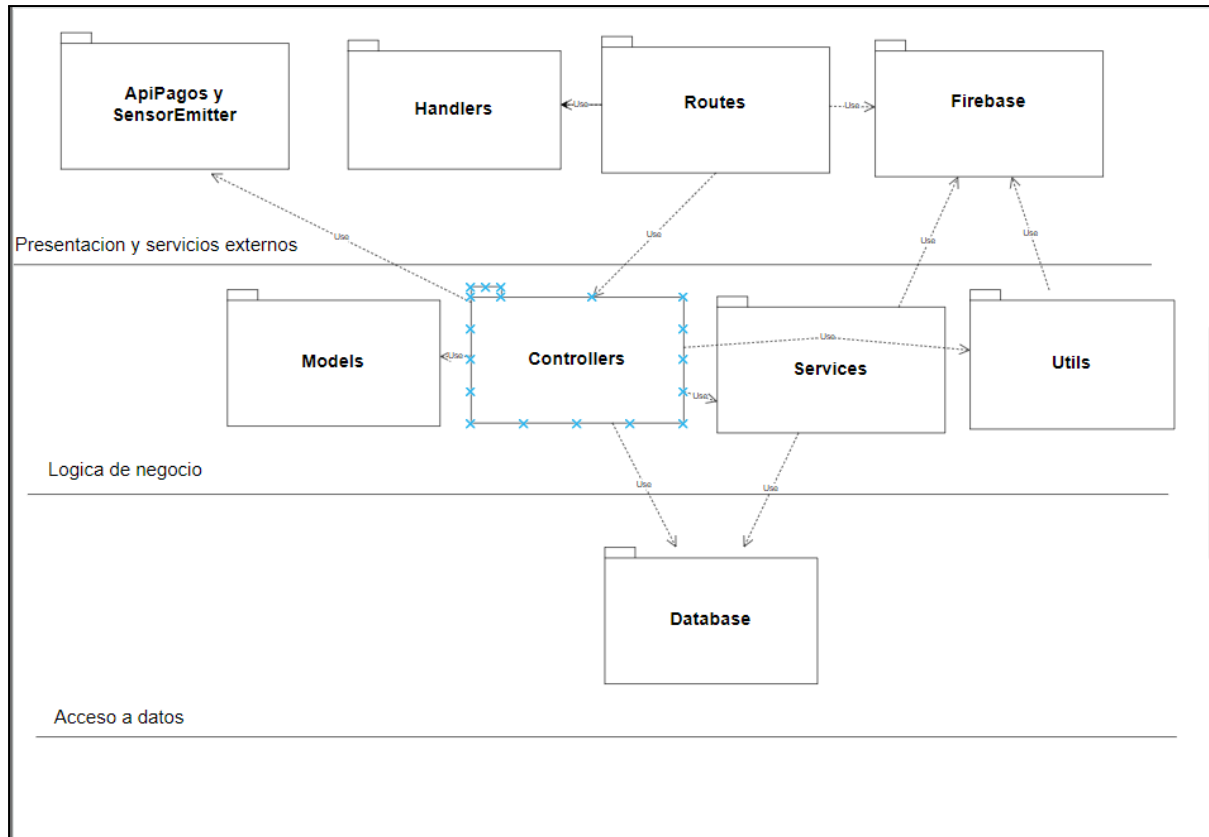 ApiPagos y
SensorEmitter
Handlers
Use
Routes
Use
Firebase
Use
Use
Presentacion y servicios externos
Use
Use
Models
Use
Controllers
Use
Use
Services
Utils
Logica de negocio
Use
Use
Database
Acceso a datos